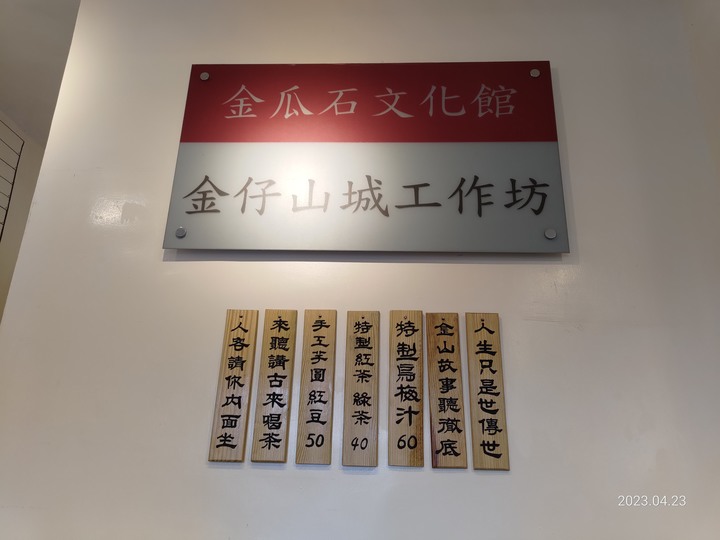 金瓜石文化館
金仔山城工作坊
人生只是世傳世
金山故事聽徹底
特製烏梅汁 60
特製紅茶 綠茶 40
手工芋圓 紅豆 50
來聽講古來喝茶
人客請你內面坐
2023.04.23